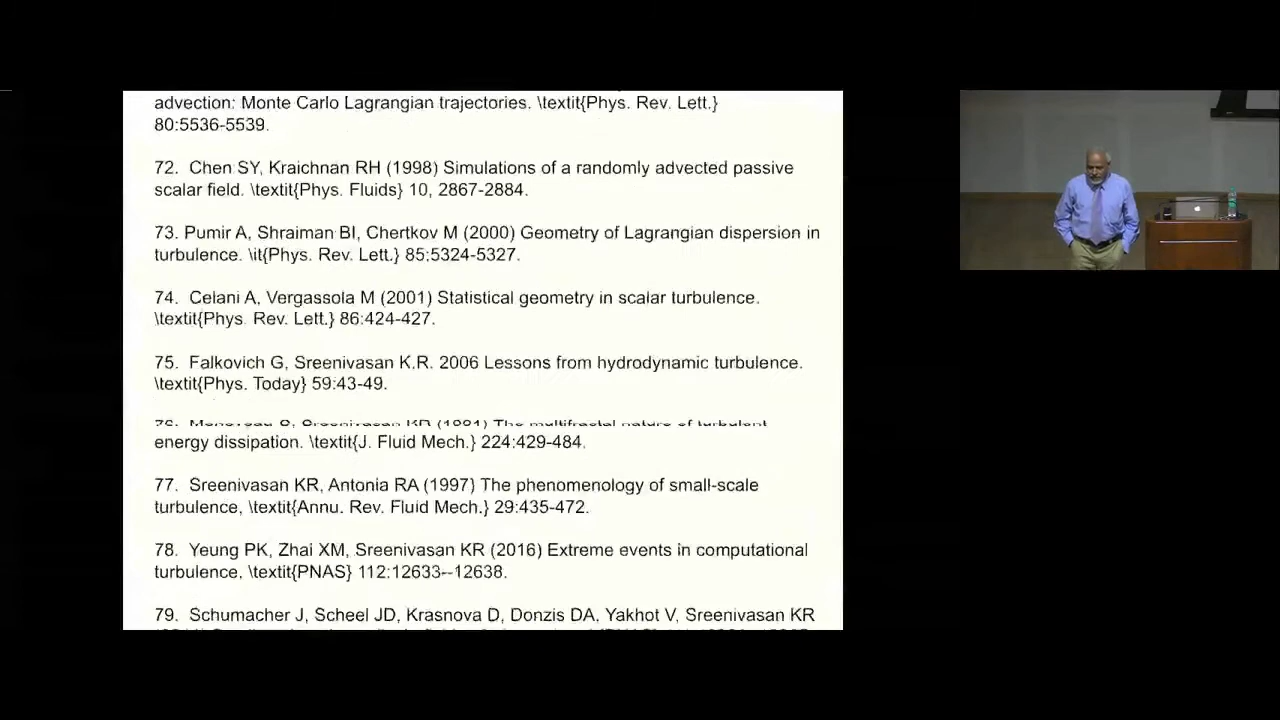 advection: Monte Carlo Lagrangian trajectories. \textit{Phys. Rev. Lett.}
80:5536-5539.
72. Chen SY, Kraichnan RH (1998) Simulations of a randomly advected passive
scalar field. \textit{Phys. Fluids} 10, 2867-2884.
73. Pumir A, Shraiman BI, Chertkov M (2000) Geometry of Lagrangian dispersion in
turbulence. \it{Phys. Rev. Lett.} 85:5324-5327.
74. Celani A, Vergassola M (2001) Statistical geometry in scalar turbulence.
\textit{Phys. Rev. Lett.} 86:424-427.
75. Falkovich G, Sreenivasan K.R. 2006 Lessons from hydrodynamic turbulence.
\textit{Phys. Today} 59:43-49.
The multifractal nature of turbulent
energy dissipation. \textit{J. Fluid Mech.} 224:429-484.
77. Sreenivasan KR, Antonia RA (1997) The phenomenology of small-scale
turbulence, \textit{Annu. Rev. Fluid Mech.} 29:435-472.
78. Yeung PK, Zhai XM, Sreenivasan KR (2016) Extreme events in computational
turbulence, \textit{PNAS} 112:12633--12638.
79. Schumacher J, Scheel JD, Krasnova D, Donzis DA, Yakhot V, Sreenivasan KR